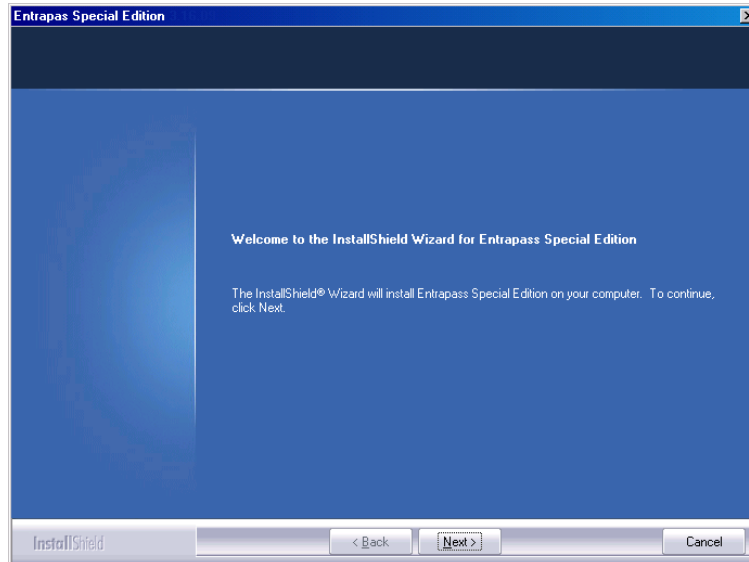 Entrapas Special Edition
Welcome to the InstallShield Wizard for Entrapass Special Edition
The InstallShield® Wizard will install Entrapass Special Edition on your computer. To continue,
click Next.
InstallShield
< Back
Next >
Cancel